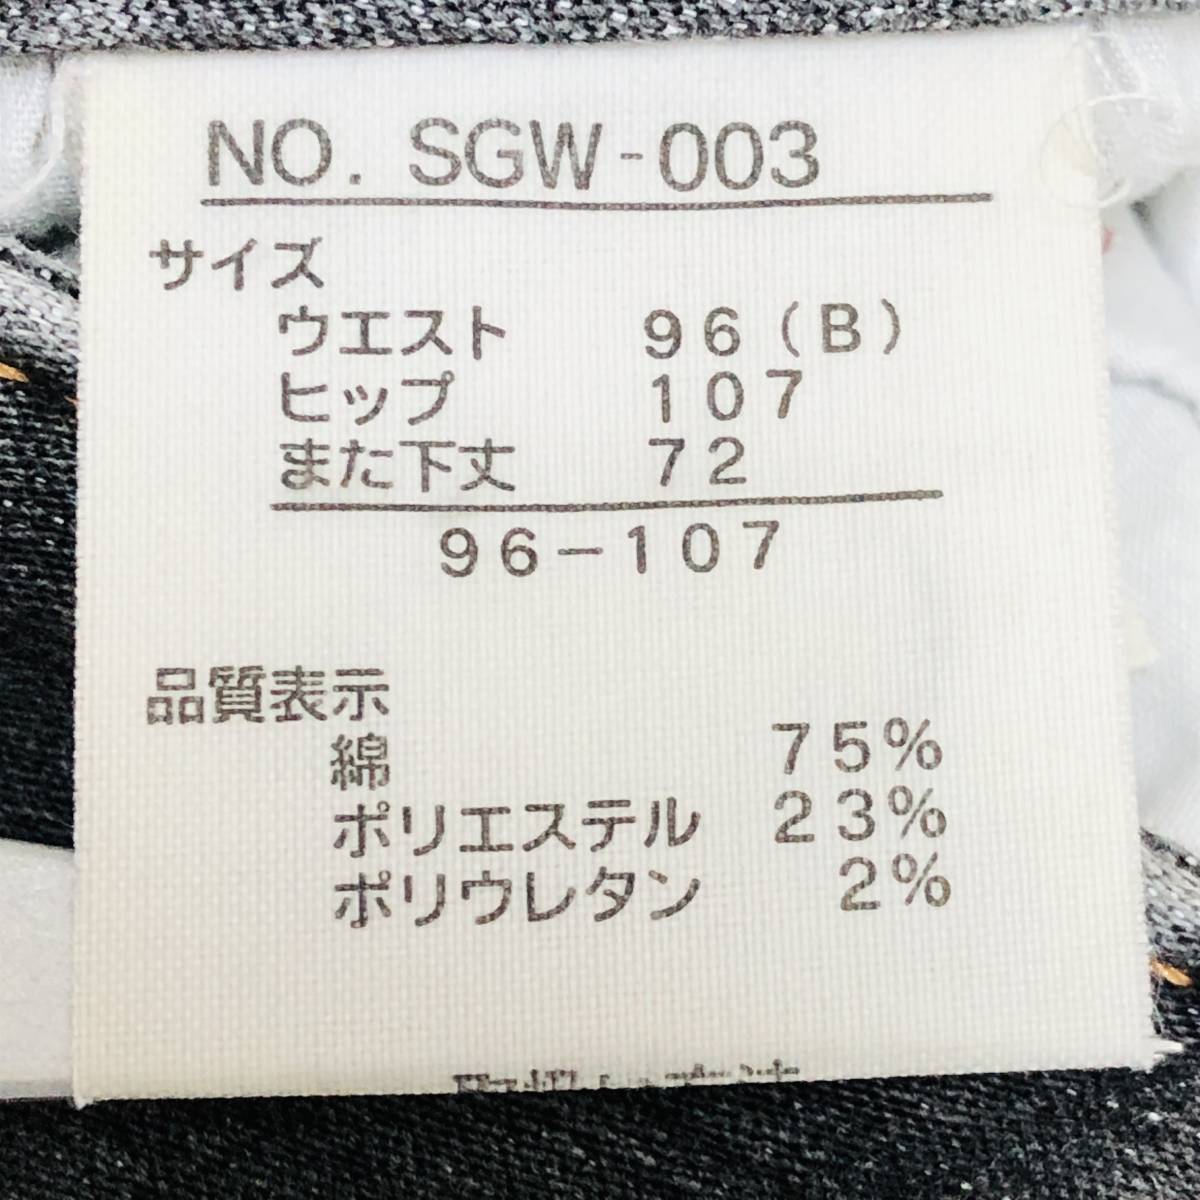 NO. SGW-003
サイズ
ウエスト 96(B)
ヒップ 107
また下丈 72
96-107
品質表示
綿 75%
ポリエステル 23%
ポリウレタン 2%